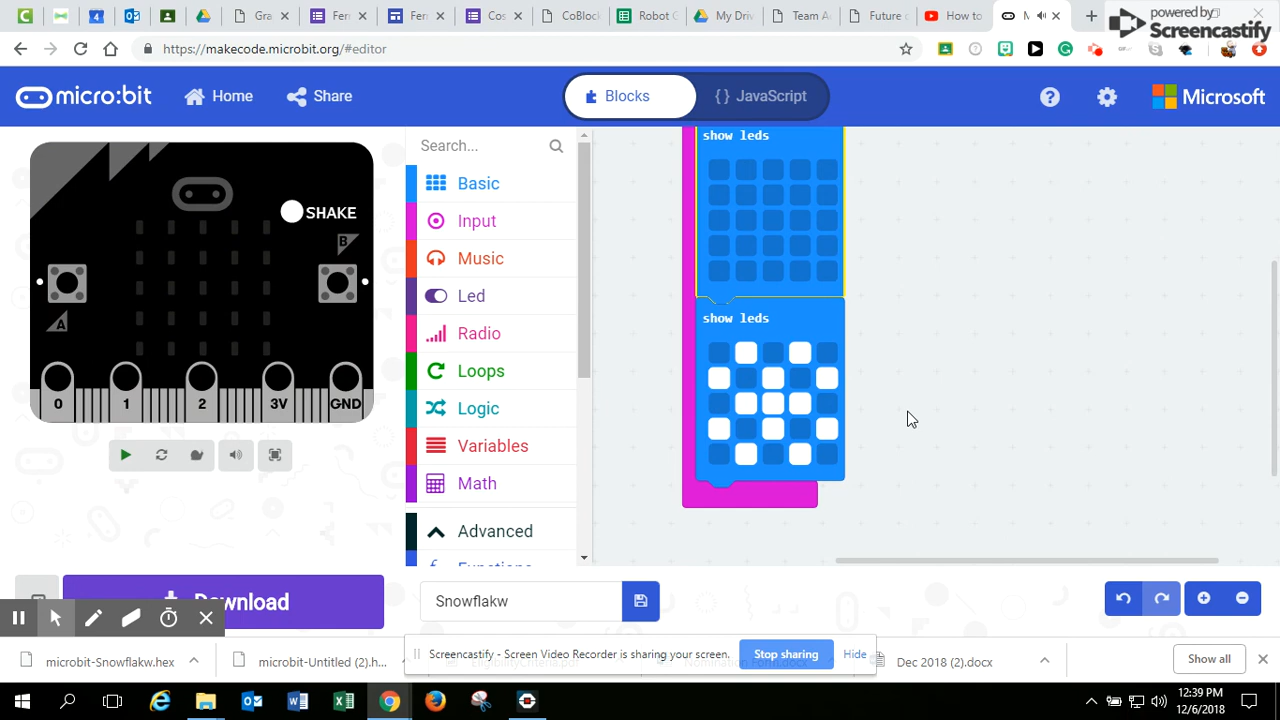 Gra
Ferr
Ferr
Cos
CoBlock
Robot G
My Driv
Team Ac
Future p
How to
powered by
Screencastify
https://makecode.microbit.org/#editor
micro:bit
Home
Share
Blocks
{ } JavaScript
Microsoft
SHAKE
B
A
0
1
2
3V
GND
Search...
Basic
Input
Music
Led
Radio
Loops
Logic
Variables
Math
Advanced
show leds
show leds
Download
Snowflakw
Screencastify - Screen Video Recorder is sharing your screen.
Stop sharing
Hide
microbit-Snowflakw.hex
microbit-Untitled (2).h...
Dec 2018 (2).docx
Show all
12:39 PM
12/6/2018